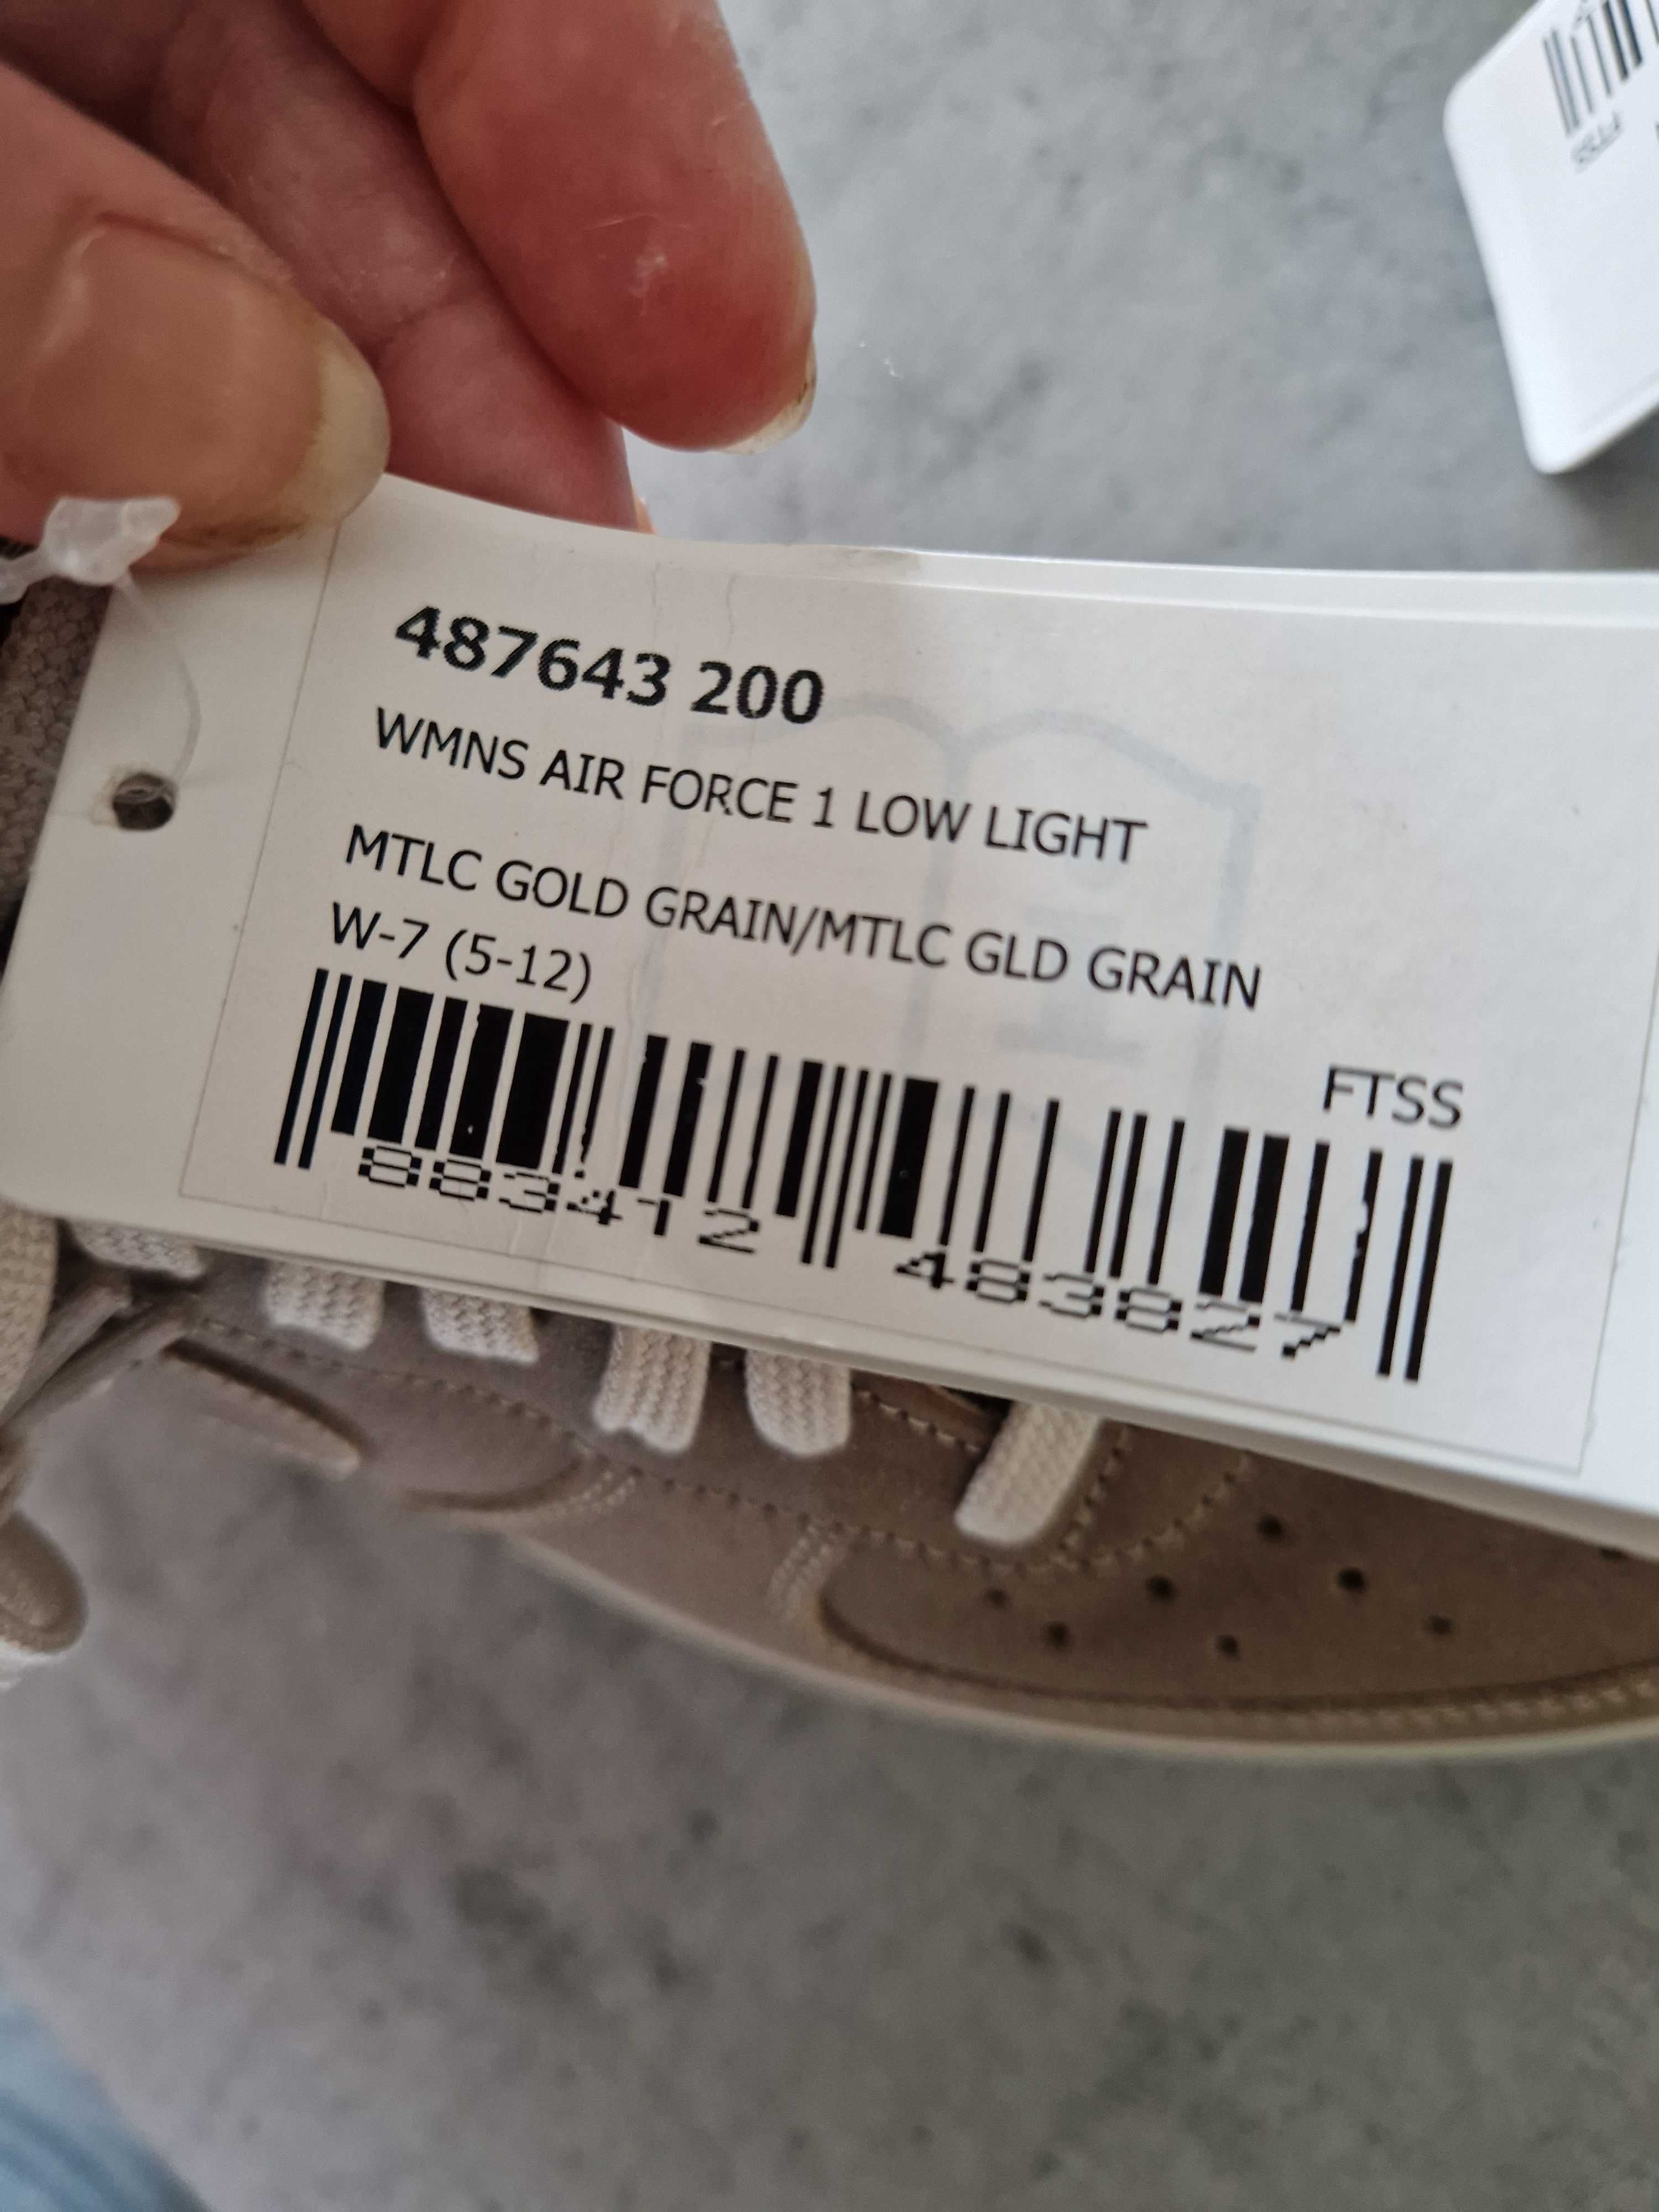 487643 200
WMNS AIR FORCE 1 LOW LIGHT
MTLC GOLD GRAIN/MTLC GLD GRAIN
W-7 (5-12)
FTSS
883412 483827